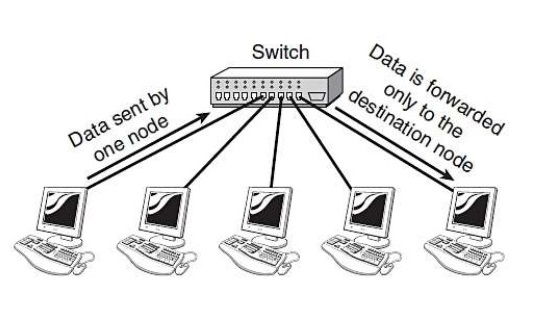 Switch
Data sent by
one node
Data is forwarded
only to the
destination node